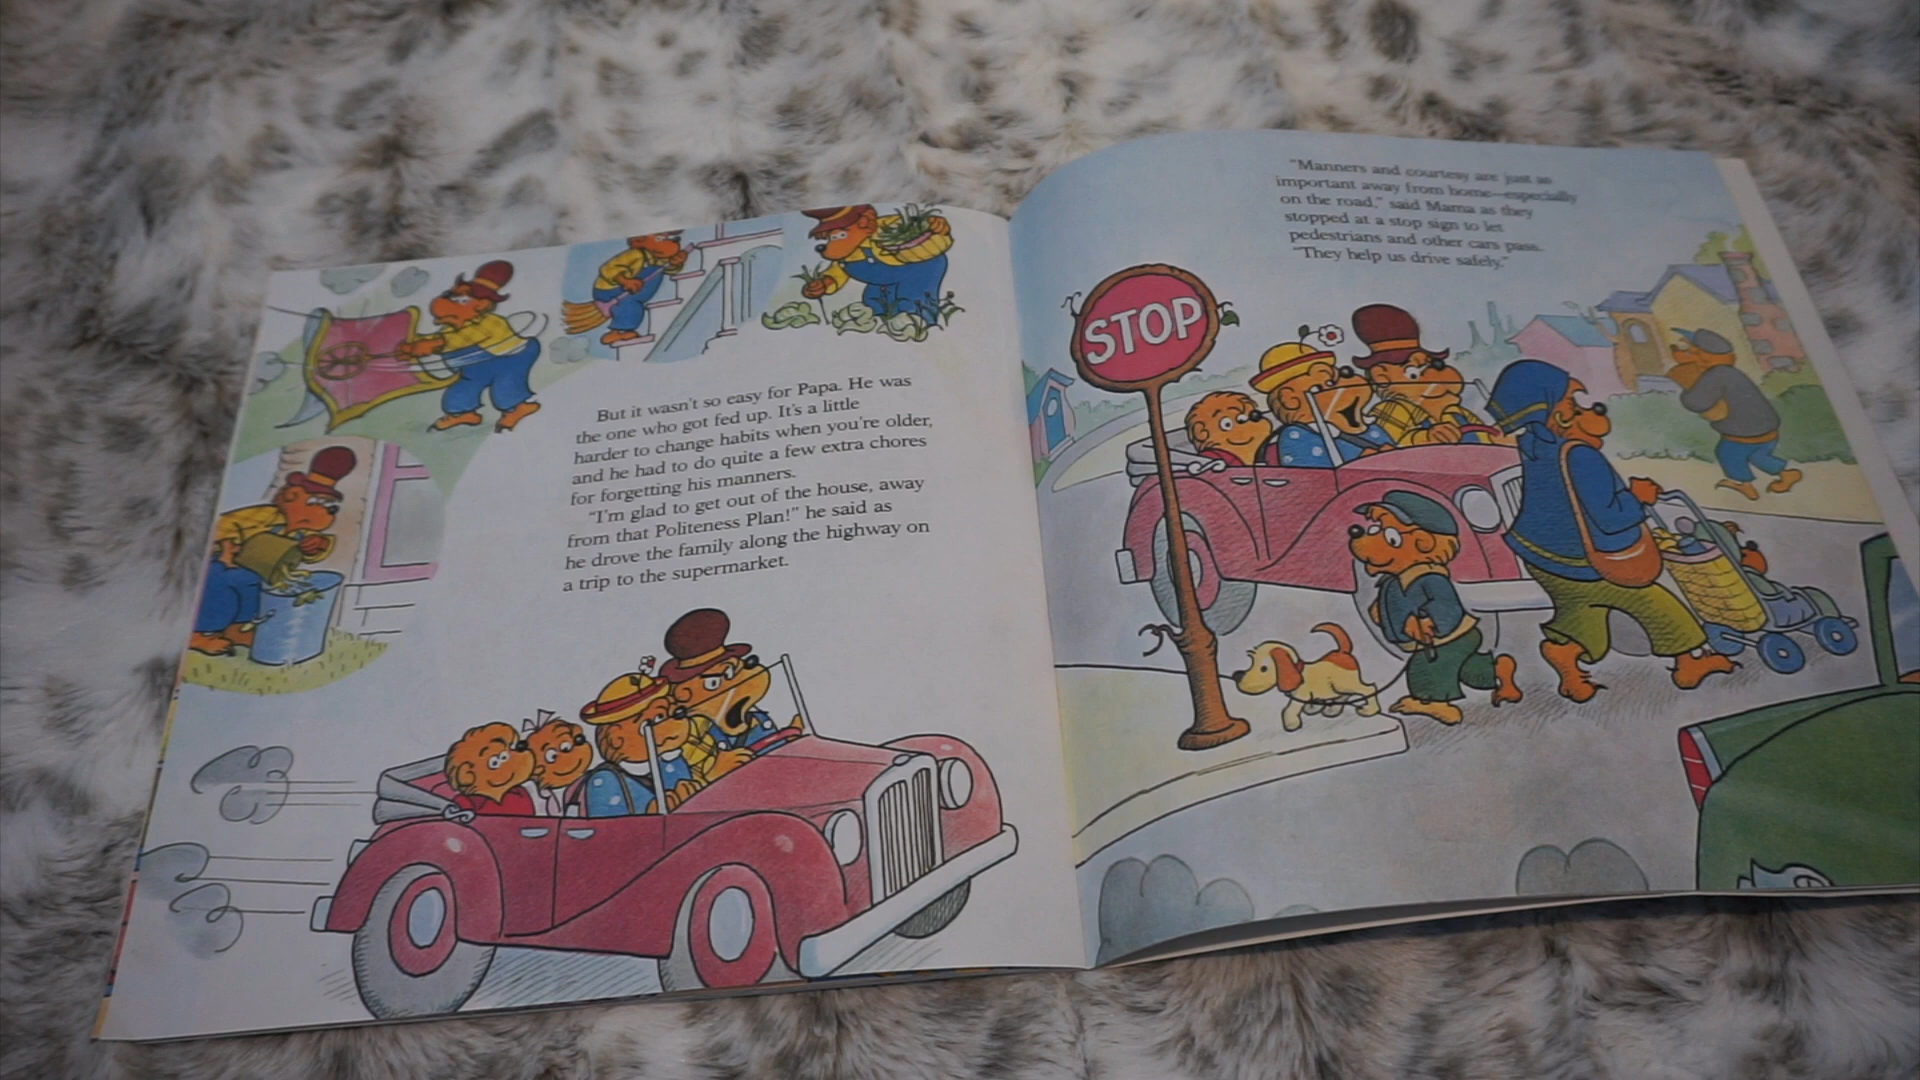 But it wasn't so easy for Papa. He was
the one who got fed up. It's a little
harder to change habits when you're older,
and he had to do quite a few extra chores
for forgetting his manners.
"I'm glad to get out of the house, away
from that Politeness Plan!" he said as
he drove the family along the highway on
a trip to the supermarket.
"Manners and courtesy are just as
important away from home—especially
on the road," said Mama as they
stopped at a stop sign to let
pedestrians and other cars pass.
"They help us drive safely."
STOP